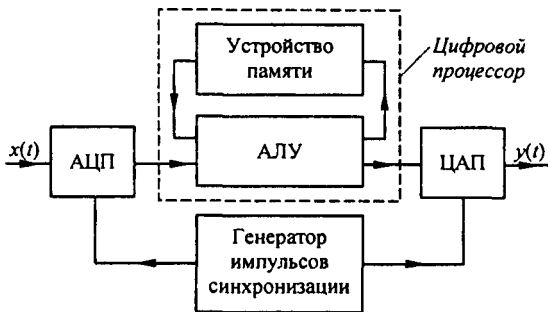 Устройство
памяти
Цифровой
процессор
x(t)
АЦП
АЛУ
ЦАП
y(t)
Генератор
импульсов
синхронизации